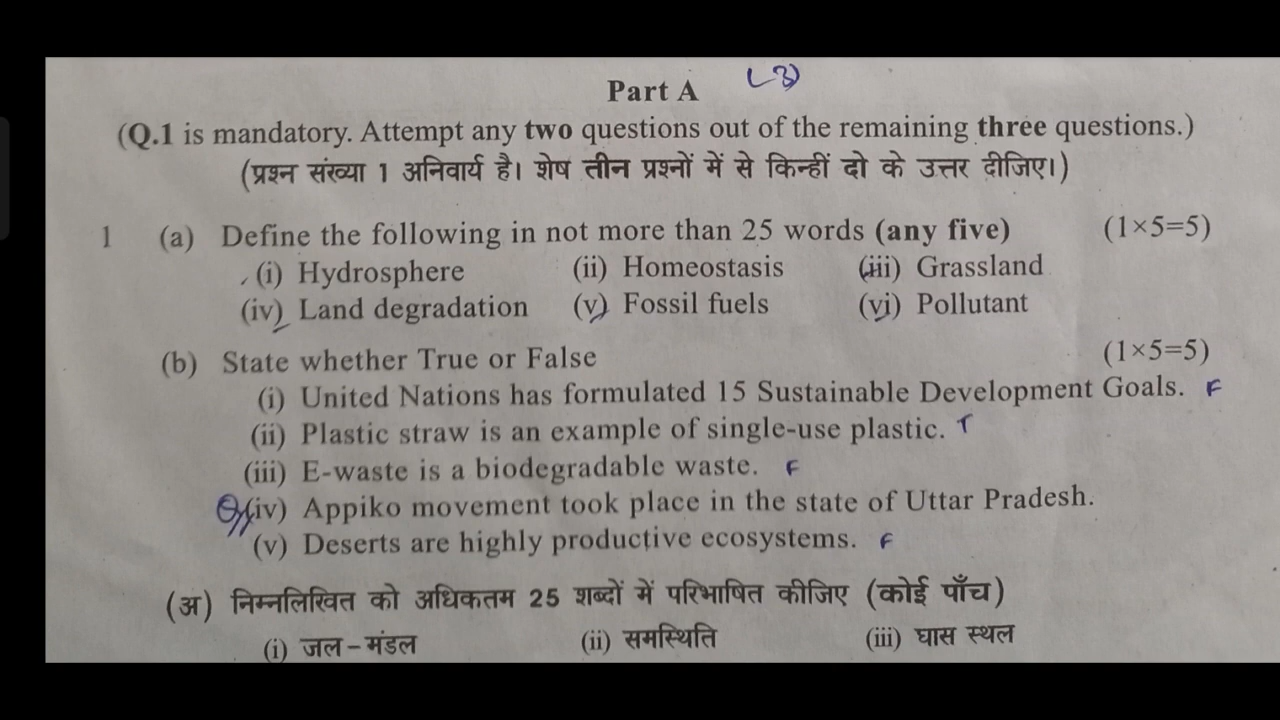 Part A (3)
(Q.1 is mandatory. Attempt any two questions out of the remaining three questions.)
(प्रश्न संख्या 1 अनिवार्य है। शेष तीन प्रश्नों में से किन्हीं दो के उत्तर दीजिए।)
1 (a) Define the following in not more than 25 words (any five) (1×5=5)
(i) Hydrosphere (ii) Homeostasis (iii) Grassland
(iv) Land degradation (v) Fossil fuels (vi) Pollutant
(b) State whether True or False (1×5=5)
(i) United Nations has formulated 15 Sustainable Development Goals. F
(ii) Plastic straw is an example of single-use plastic. T
(iii) E-waste is a biodegradable waste. F
(iv) Appiko movement took place in the state of Uttar Pradesh.
(v) Deserts are highly productive ecosystems. F
(अ) निम्नलिखित को अधिकतम 25 शब्दों में परिभाषित कीजिए (कोई पाँच)
(i) जल-मंडल (ii) समस्थिति (iii) घास स्थल